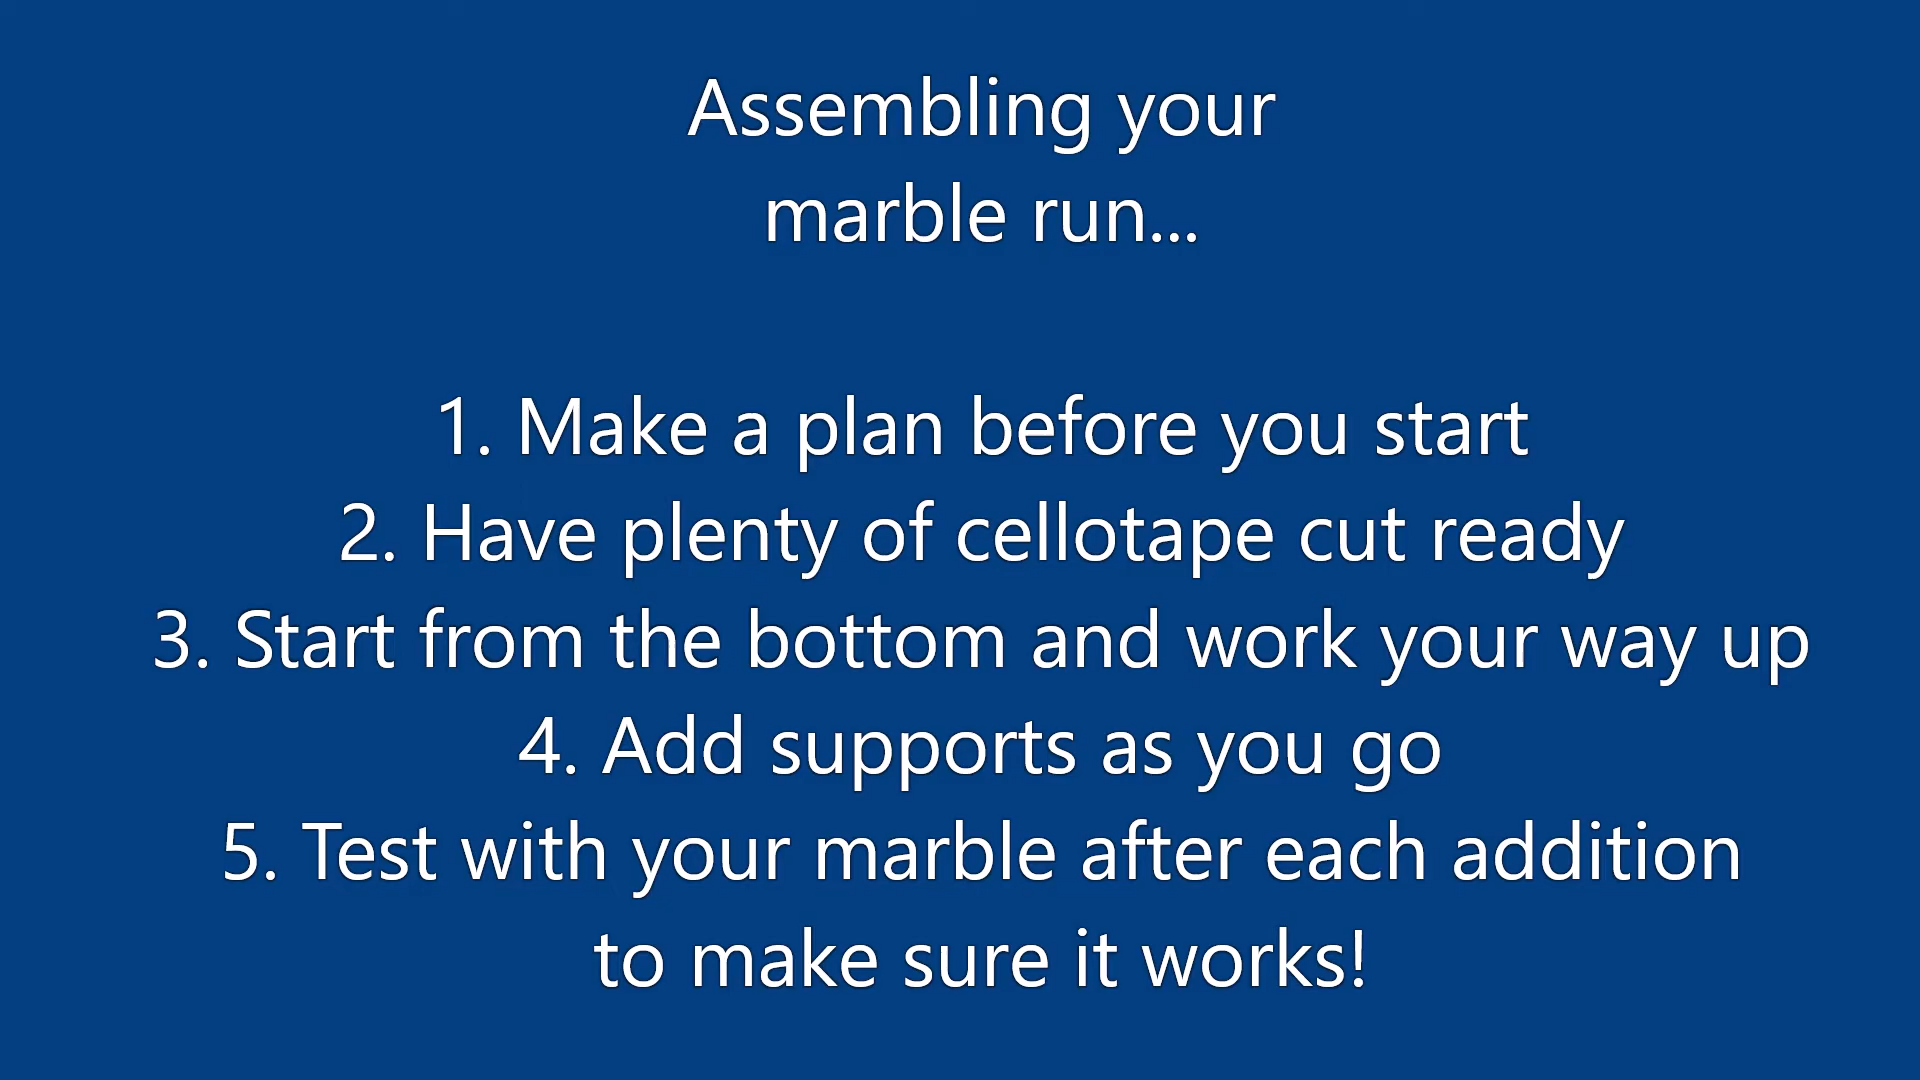 Assembling your
marble run...
1. Make a plan before you start
2. Have plenty of cellotape cut ready
3. Start from the bottom and work your way up
4. Add supports as you go
5. Test with your marble after each addition
to make sure it works!